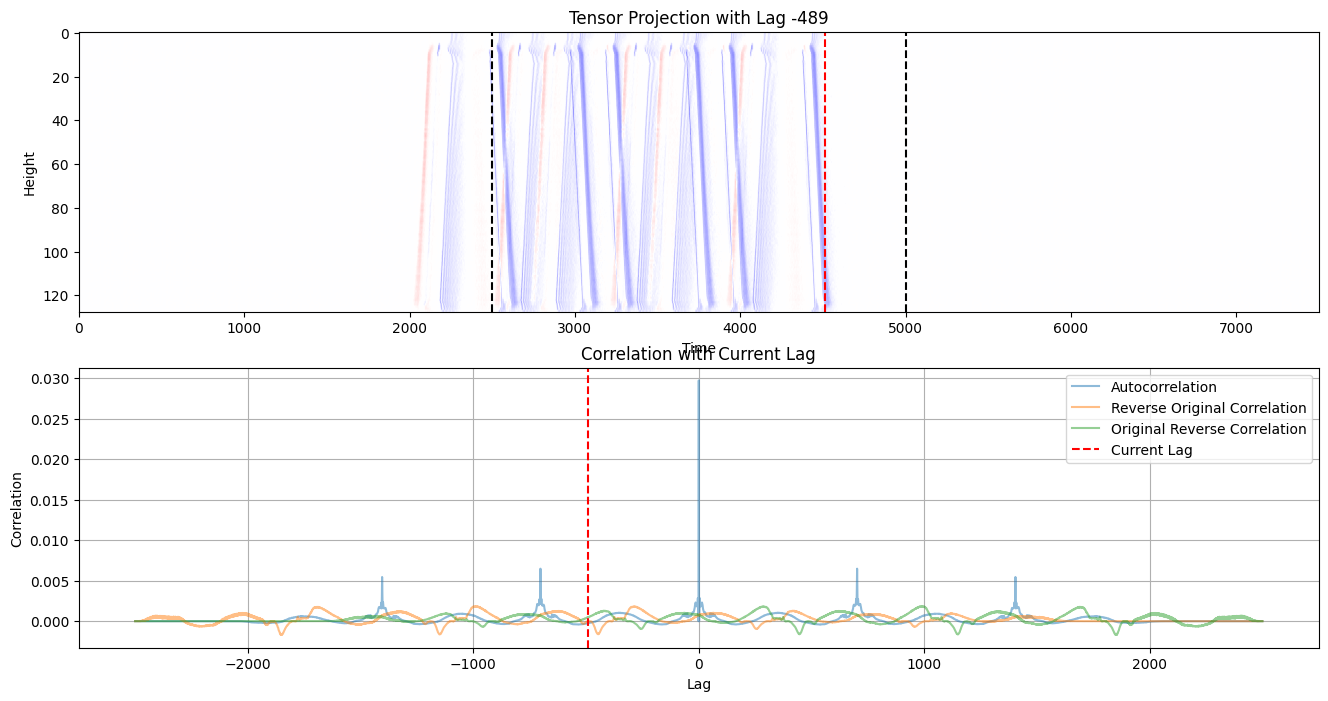 Tensor Projection with Lag -489
Height
0
20
40
60
80
100
120
0 1000 2000 3000 4000 5000 6000 7000
Time
Correlation with Current Lag
Correlation
0.030
0.025
0.020
0.015
0.010
0.005
0.000
Autocorrelation
Reverse Original Correlation
Original Reverse Correlation
Current Lag
−2000 −1000 0 1000 2000
Lag